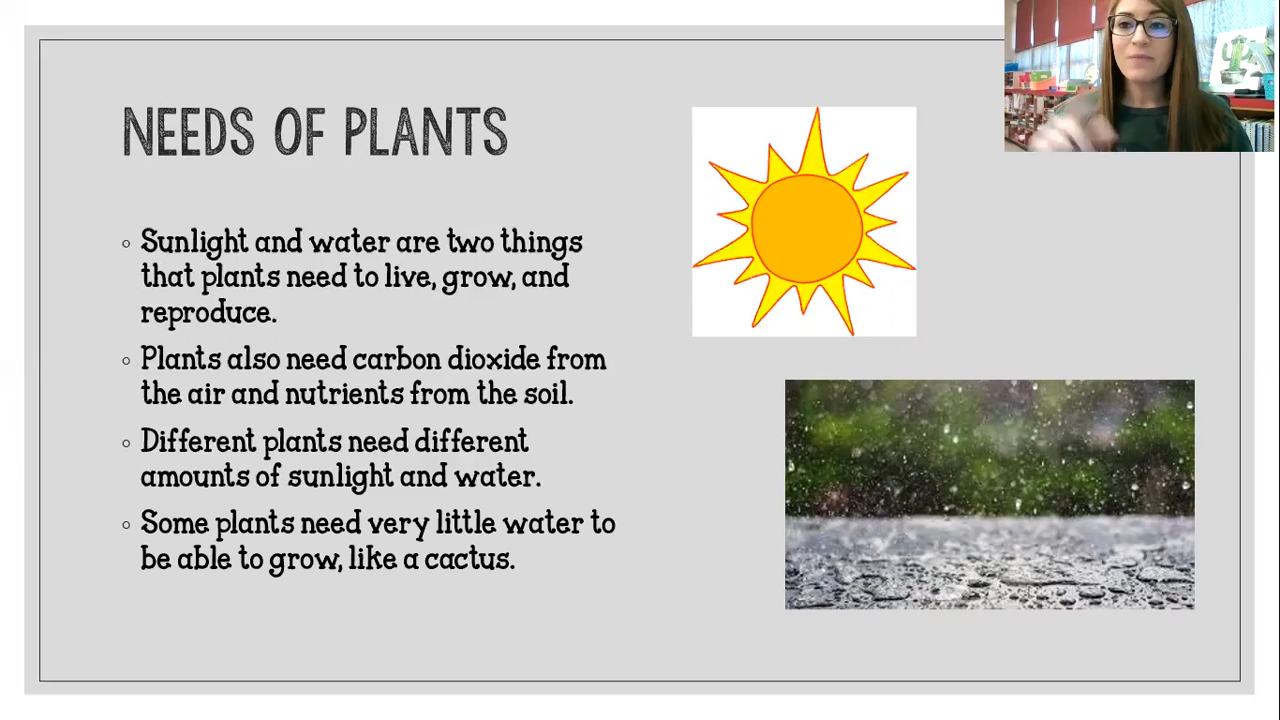 NEEDS OF PLANTS
Sunlight and water are two things
that plants need to live, grow, and
reproduce.
Plants also need carbon dioxide from
the air and nutrients from the soil.
Different plants need different
amounts of sunlight and water.
Some plants need very little water to
be able to grow, like a cactus.